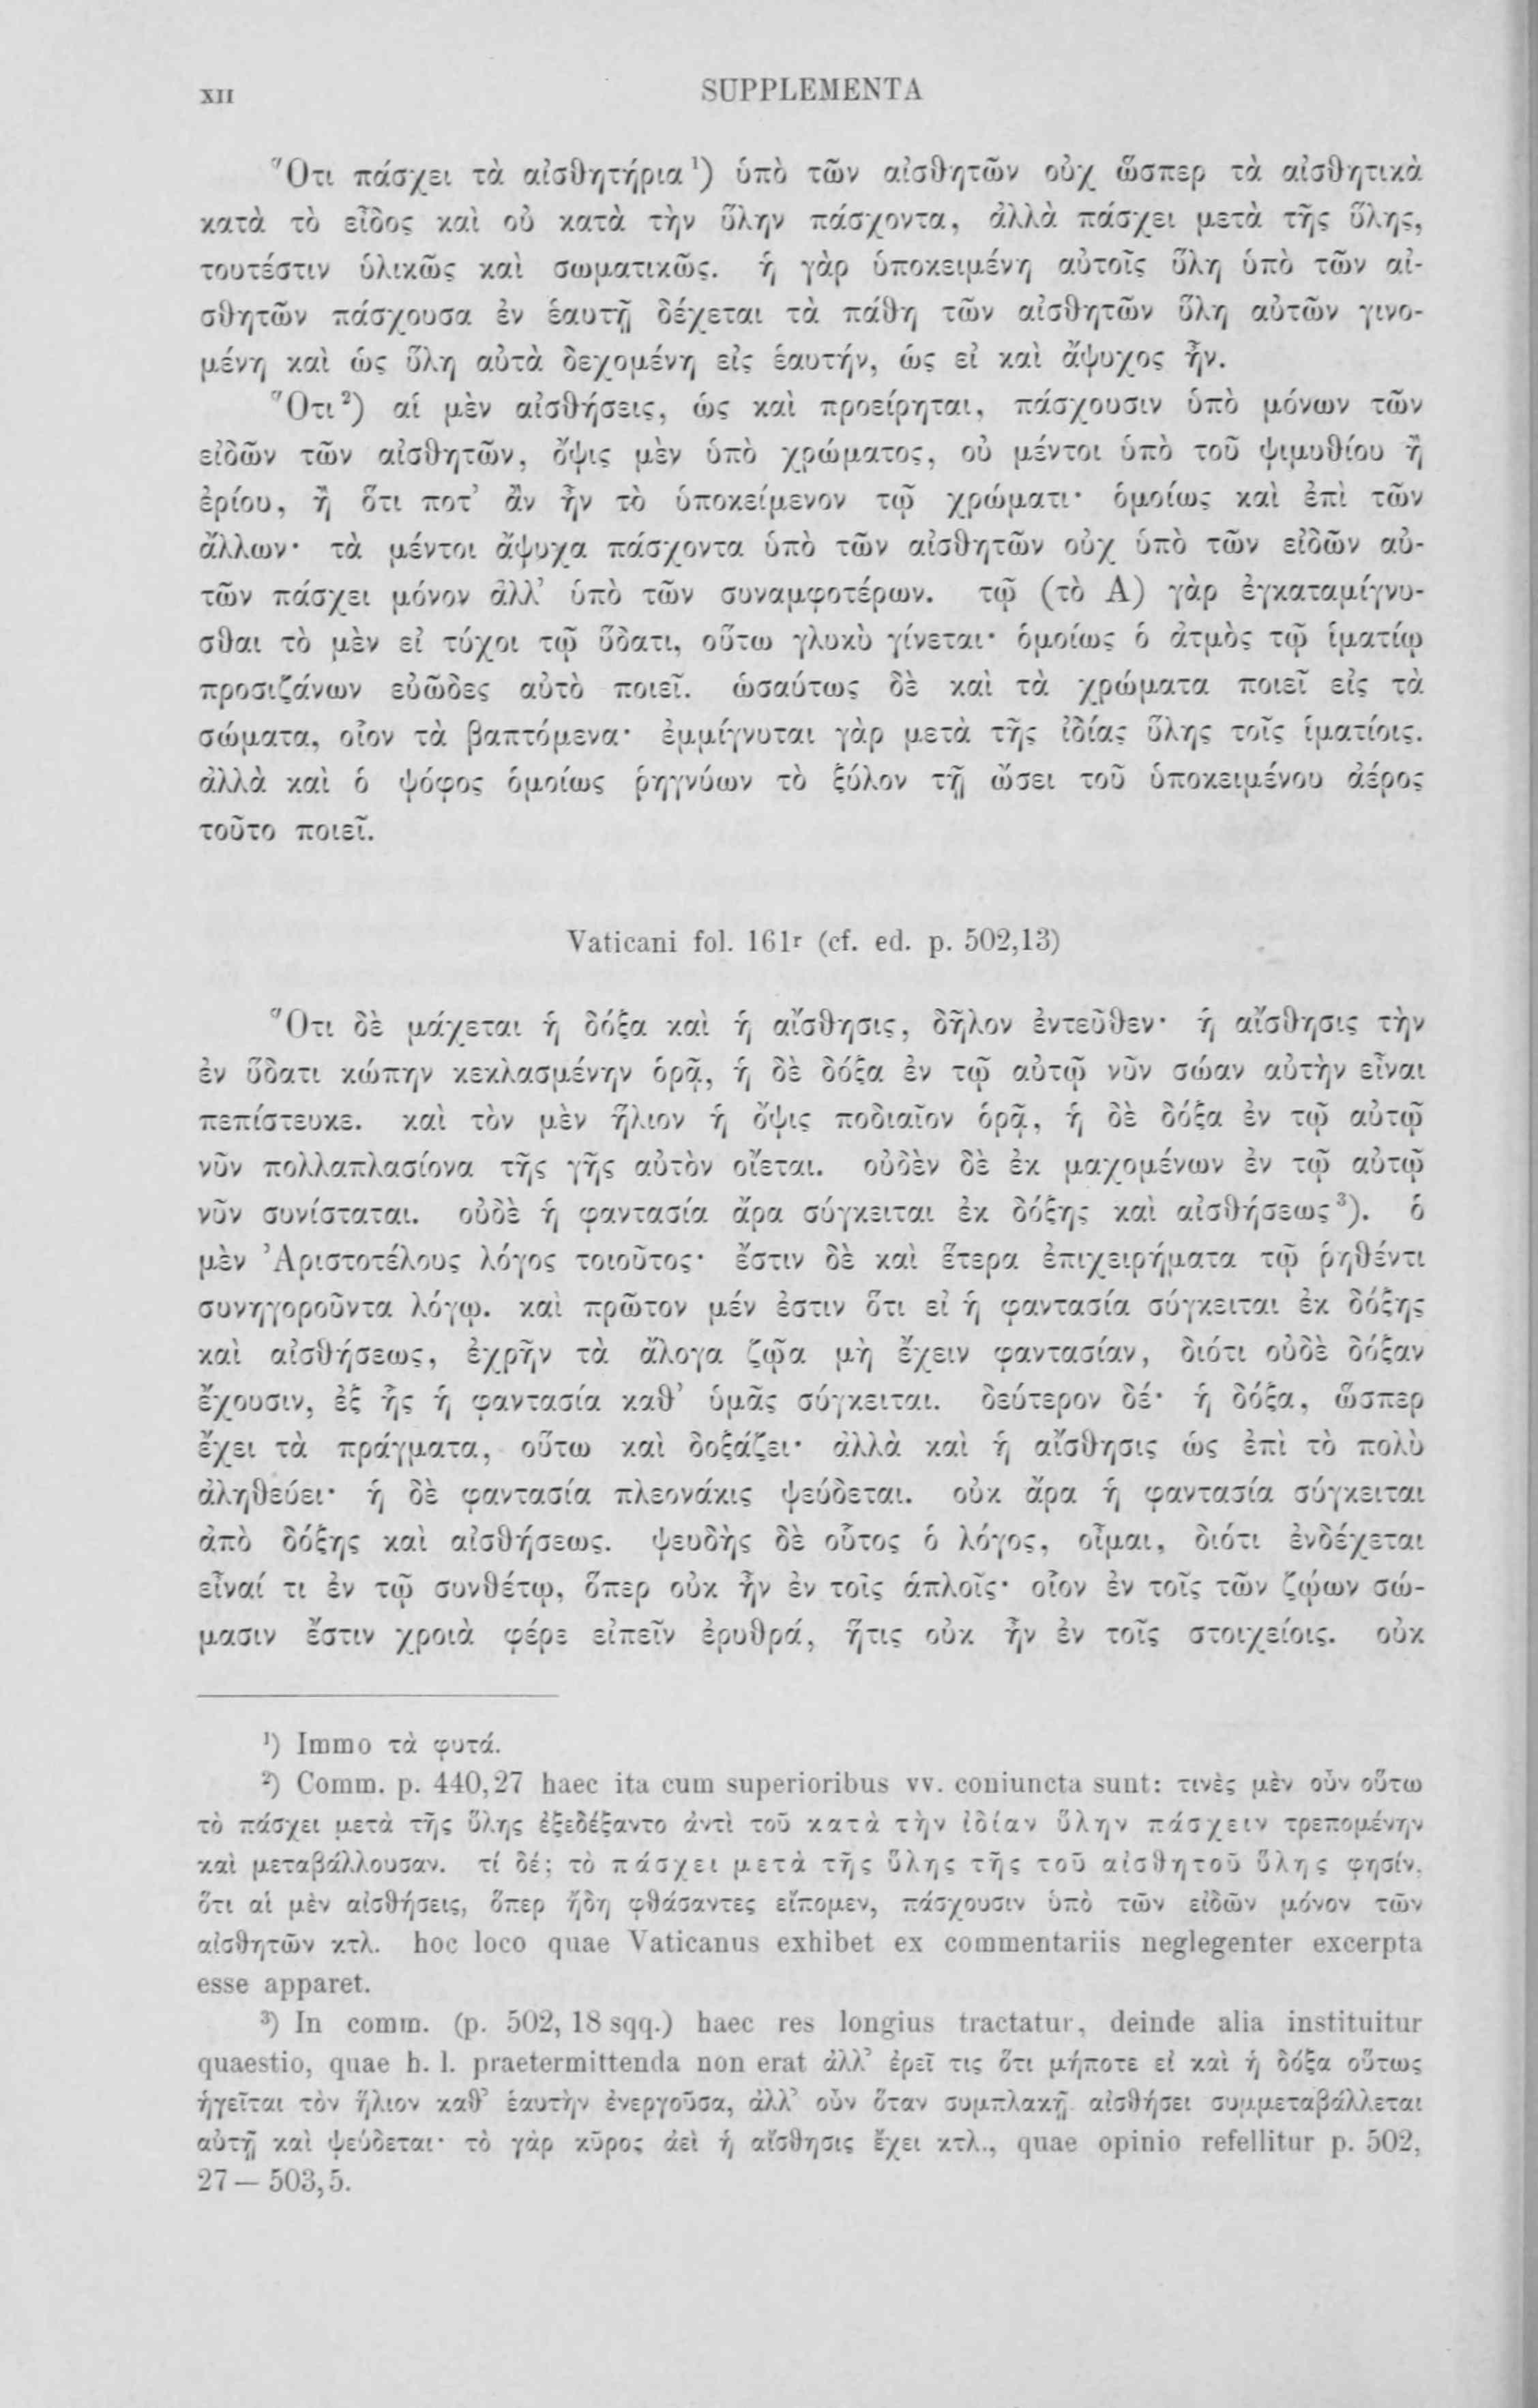 XII
SUPPLEMENTA
Ὅτι πάσχει τὰ αἰσθητήρια¹) ὑπὸ τῶν αἰσθητῶν οὐχ ὥσπερ τὰ αἰσθητικὰ
κατὰ τὸ εἶδος καὶ οὐ κατὰ τὴν ὕλην πάσχοντα, ἀλλὰ πάσχει μετὰ τῆς ὕλης,
τουτέστιν ὑλικῶς καὶ σωματικῶς. ἡ γὰρ ὑποκειμένη αὐτοῖς ὕλη ὑπὸ τῶν αἰ-
σθητῶν πάσχουσα ἐν ἑαυτῇ δέχεται τὰ πάθη τῶν αἰσθητῶν ὕλη αὐτῶν γινο-
μένη καὶ ὡς ὕλη αὐτὰ δεχομένη εἰς ἑαυτήν, ὡς εἰ καὶ ἄψυχος ἦν.
Ὅτι²) αἱ μὲν αἰσθήσεις, ὡς καὶ προείρηται, πάσχουσιν ὑπὸ μόνων τῶν
εἰδῶν τῶν αἰσθητῶν, ὄψις μὲν ὑπὸ χρώματος, οὐ μέντοι ὑπὸ τοῦ ψιμυθίου ἢ
ἐρίου, ἢ ὅτι ποτ’ ἂν ἦν τὸ ὑποκείμενον τῷ χρώματι· ὁμοίως καὶ ἐπὶ τῶν
ἄλλων· τὰ μέντοι ἄψυχα πάσχοντα ὑπὸ τῶν αἰσθητῶν οὐχ ὑπὸ τῶν εἰδῶν αὐ-
τῶν πάσχει μόνον ἀλλ’ ὑπὸ τῶν συναμφοτέρων. τῷ (τὸ A) γὰρ ἐγκαταμίγνυ-
σθαι τὸ μὲν εἰ τύχοι τῷ ὕδατι, οὕτω γλυκὺ γίνεται· ὁμοίως ὁ ἀτμὸς τῷ ἱματίῳ
προσιζάνων εὐῶδες αὐτὸ ποιεῖ. ὡσαύτως δὲ καὶ τὰ χρώματα ποιεῖ εἰς τὰ
σώματα, οἷον τὰ βαπτόμενα· ἐμμίγνυται γὰρ μετὰ τῆς ἰδίας ὕλης τοῖς ἱματίοις.
ἀλλὰ καὶ ὁ ψόφος ὁμοίως ῥηγνύων τὸ ξύλον τῇ ὤσει τοῦ ὑποκειμένου ἀέρος
τοῦτο ποιεῖ.
Vaticani fol. 161ʳ (cf. ed. p. 502,13)
Ὅτι δὲ μάχεται ἡ δόξα καὶ ἡ αἴσθησις, δῆλον ἐντεῦθεν· ἡ αἴσθησις τὴν
ἐν ὕδατι κώπην κεκλασμένην ὁρᾷ, ἡ δὲ δόξα ἐν τῷ αὐτῷ νῦν σώαν αὐτὴν εἶναι
πεπίστευκε. καὶ τὸν μὲν ἥλιον ἡ ὄψις ποδιαῖον ὁρᾷ, ἡ δὲ δόξα ἐν τῷ αὐτῷ
νῦν πολλαπλασίονα τῆς γῆς αὐτὸν οἴεται. οὐδὲν δὲ ἐκ μαχομένων ἐν τῷ αὐτῷ
νῦν συνίσταται. οὐδὲ ἡ φαντασία ἄρα σύγκειται ἐκ δόξης καὶ αἰσθήσεως³). ὁ
μὲν Ἀριστοτέλους λόγος τοιοῦτος· ἔστιν δὲ καὶ ἕτερα ἐπιχειρήματα τῷ ῥηθέντι
συνηγοροῦντα λόγῳ. καὶ πρῶτον μέν ἐστιν ὅτι εἰ ἡ φαντασία σύγκειται ἐκ δόξης
καὶ αἰσθήσεως, ἐχρῆν τὰ ἄλογα ζῷα μὴ ἔχειν φαντασίαν, διότι οὐδὲ δόξαν
ἔχουσιν, ἐξ ἧς ἡ φαντασία καθ’ ὑμᾶς σύγκειται. δεύτερον δέ· ἡ δόξα, ὥσπερ
ἔχει τὰ πράγματα, οὕτω καὶ δοξάζει· ἀλλὰ καὶ ἡ αἴσθησις ὡς ἐπὶ τὸ πολὺ
ἀληθεύει· ἡ δὲ φαντασία πλεονάκις ψεύδεται. οὐκ ἄρα ἡ φαντασία σύγκειται
ἀπὸ δόξης καὶ αἰσθήσεως. ψευδὴς δὲ οὗτος ὁ λόγος, οἶμαι, διότι ἐνδέχεται
εἶναί τι ἐν τῷ συνθέτῳ, ὅπερ οὐκ ἦν ἐν τοῖς ἁπλοῖς· οἷον ἐν τοῖς τῶν ζῴων σώ-
μασιν ἔστιν χροιὰ φέρε εἰπεῖν ἐρυθρά, ἥτις οὐκ ἦν ἐν τοῖς στοιχείοις. οὐκ
¹) Immo τὰ φυτά.
²) Comm. p. 440,27 haec ita cum superioribus vv. coniuncta sunt: τινὲς μὲν οὖν οὕτω
τὸ πάσχει μετὰ τῆς ὕλης ἐξεδέξαντο ἀντὶ τοῦ κατὰ τὴν ἰδίαν ὕλην πάσχειν τρεπομένην
καὶ μεταβάλλουσαν. τί δέ; τὸ πάσχει μετὰ τῆς ὕλης τῆς τοῦ αἰσθητοῦ ὕλης φησίν,
ὅτι αἱ μὲν αἰσθήσεις, ὅπερ ἤδη φθάσαντες εἴπομεν, πάσχουσιν ὑπὸ τῶν εἰδῶν μόνον τῶν
αἰσθητῶν κτλ. hoc loco quae Vaticanus exhibet ex commentariis neglegenter excerpta
esse apparet.
³) In comm. (p. 502, 18 sqq.) haec res longius tractatur, deinde alia instituitur
quaestio, quae h. l. praetermittenda non erat ἀλλ’ ἐρεῖ τις ὅτι μήποτε εἰ καὶ ἡ δόξα οὕτως
ἡγεῖται τὸν ἥλιον καθ’ ἑαυτὴν ἐνεργοῦσα, ἀλλ’ οὖν ὅταν συμπλακῇ αἰσθήσει συμμεταβάλλεται
αὐτῇ καὶ ψεύδεται· τὸ γὰρ κῦρος ἀεὶ ἡ αἴσθησις ἔχει κτλ., quae opinio refellitur p. 502,
27 — 503,5.